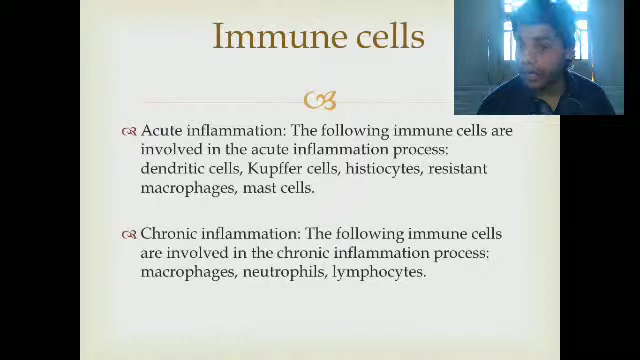 Immune cells
Acute inflammation: The following immune cells are
involved in the acute inflammation process:
dendritic cells, Kupffer cells, histiocytes, resistant
macrophages, mast cells.
Chronic inflammation: The following immune cells
are involved in the chronic inflammation process:
macrophages, neutrophils, lymphocytes.